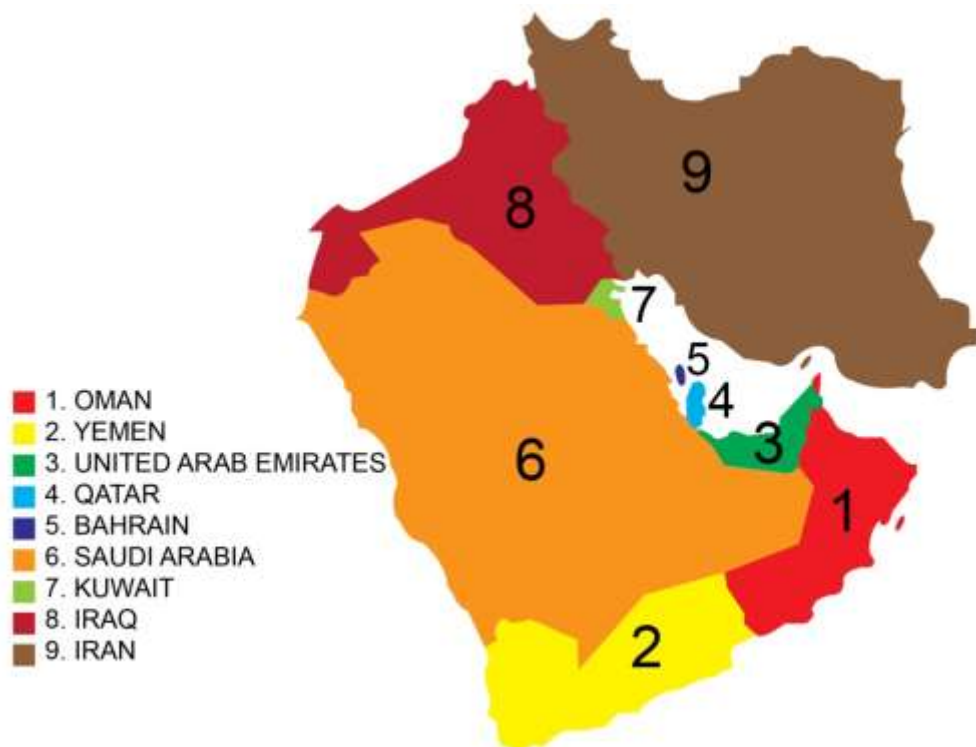 9
8
7
5
4
3
6
1
2
1. OMAN
2. YEMEN
3. UNITED ARAB EMIRATES
4. QATAR
5. BAHRAIN
6. SAUDI ARABIA
7. KUWAIT
8. IRAQ
9. IRAN